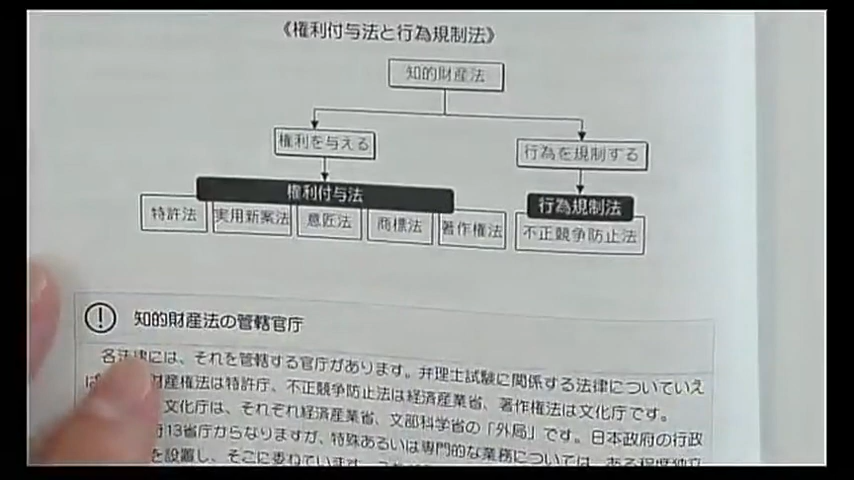 《権利付与法と行為規制法》
知的財産法
権利を与える
行為を規制する
権利付与法
行為規制法
特許法
実用新案法
意匠法
商標法
著作権法
不正競争防止法
知的財産法の管轄官庁
各法律には、それを管轄する官庁があります。弁理士試験に関係する法律についていえ
ば 財産権法は特許庁、不正競争防止法は経済産業省、著作権法は文化庁です。
文化庁は、それぞれ経済産業省、文部科学省の「外局」です。日本政府の行政
13省庁からなりますが、特殊あるいは専門的な業務については、ある程度独立
を設置し、そこに委ねています。